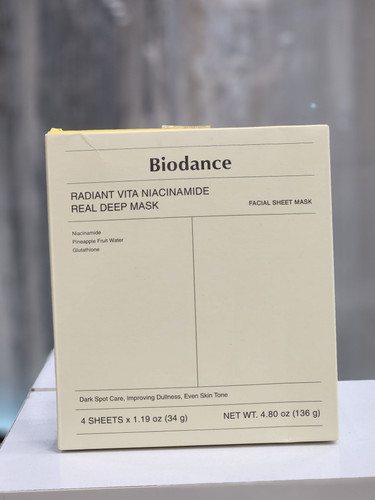 Biodance
RADIANT VITA NIACINAMIDE
REAL DEEP MASK
FACIAL SHEET MASK
Niacinamide
Pineapple Fruit Water
Glutathione
Dark Spot Care, Improving Dullness, Even Skin Tone
4 SHEETS x 1.19 oz (34 g)
NET WT. 4.80 oz (136 g)